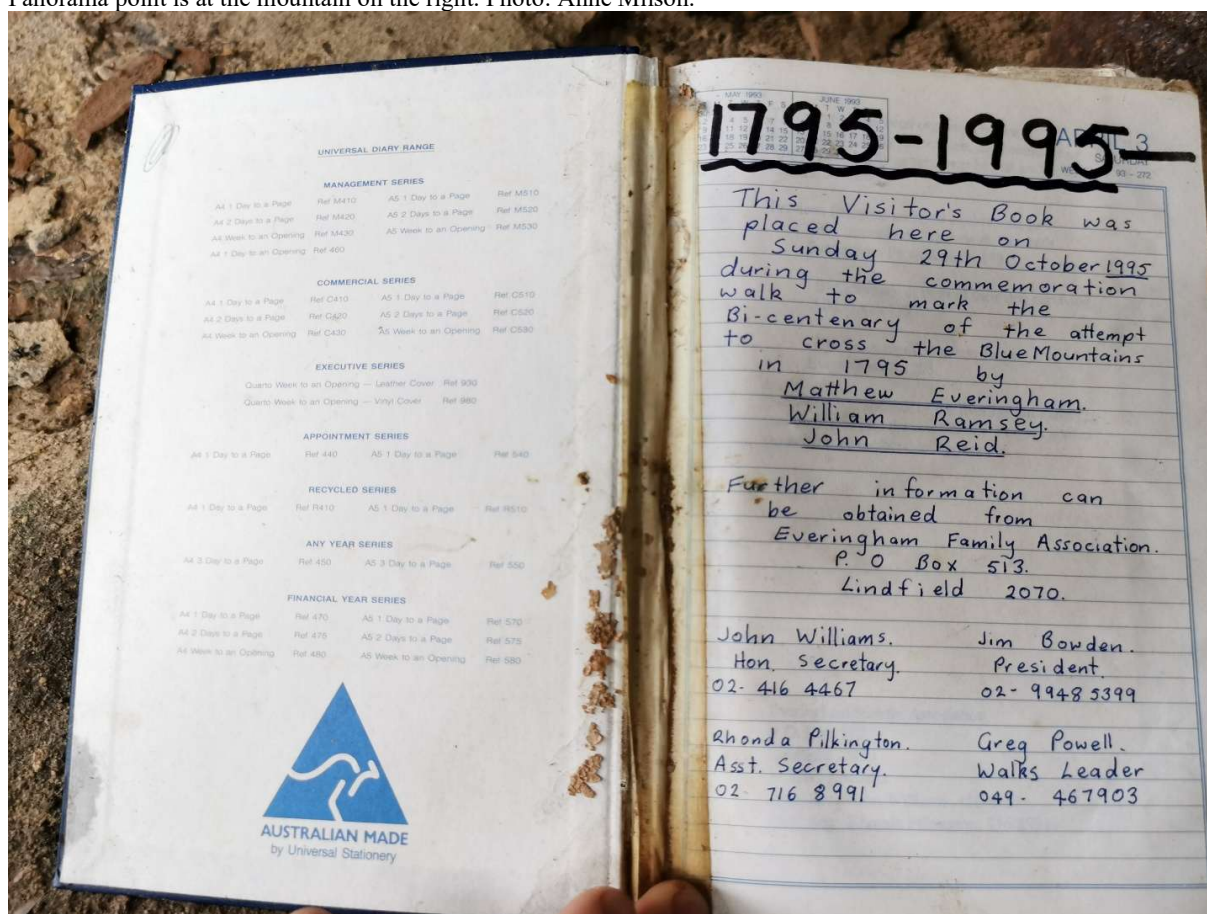 Panorama point is at the mountain on the right. Photo: Anne Milson.
UNIVERSAL DIARY RANGE
MANAGEMENT SERIES
A4 1 Day to a Page Ref M410 A5 1 Day to a Page Ref M510
A4 2 Days to a Page Ref M420 A5 2 Days to a Page Ref M520
A4 Week to an Opening Ref M430 A5 Week to an Opening Ref M530
A4 1 Day to an Opening Ref 460
COMMERCIAL SERIES
A4 1 Day to a Page Ref C410 A5 1 Day to a Page Ref C510
A4 2 Days to a Page Ref C420 A5 2 Days to a Page Ref C520
A4 Week to an Opening Ref C430 A5 Week to an Opening Ref C530
EXECUTIVE SERIES
Quarto Week to an Opening — Leather Cover Ref 930
Quarto Week to an Opening — Vinyl Cover Ref 960
APPOINTMENT SERIES
A4 1 Day to a Page Ref 440 A5 1 Day to a Page Ref 540
RECYCLED SERIES
A4 1 Day to a Page Ref R410 A5 1 Day to a Page Ref R510
ANY YEAR SERIES
A4 3 Day to a Page Ref 450 A5 3 Day to a Page Ref 550
FINANCIAL YEAR SERIES
A4 1 Day to a Page Ref 470 A5 1 Day to a Page Ref 570
A4 2 Days to a Page Ref 475 A5 2 Days to a Page Ref 575
A4 Week to an Opening Ref 480 A5 Week to an Opening Ref 580
AUSTRALIAN MADE
by Universal Stationery
MAY 1993 JUNE 1993
1795-1995-
3
This Visitor's Book was
placed here on
Sunday 29th October 1995
during the commemoration
walk to mark the
Bi-centenary of the attempt
to cross the Blue Mountains
in 1795 by
Matthew Everingham.
William Ramsey.
John Reid.
Further information can
be obtained from
Everingham Family Association.
P. O Box 513.
Lindfield 2070.
John Williams. Jim Bowden.
Hon. Secretary. President
02- 416 4467 02- 9948 5399
Rhonda Pilkington. Greg Powell.
Asst. Secretary. Walks Leader
02- 716 8991 049- 467903